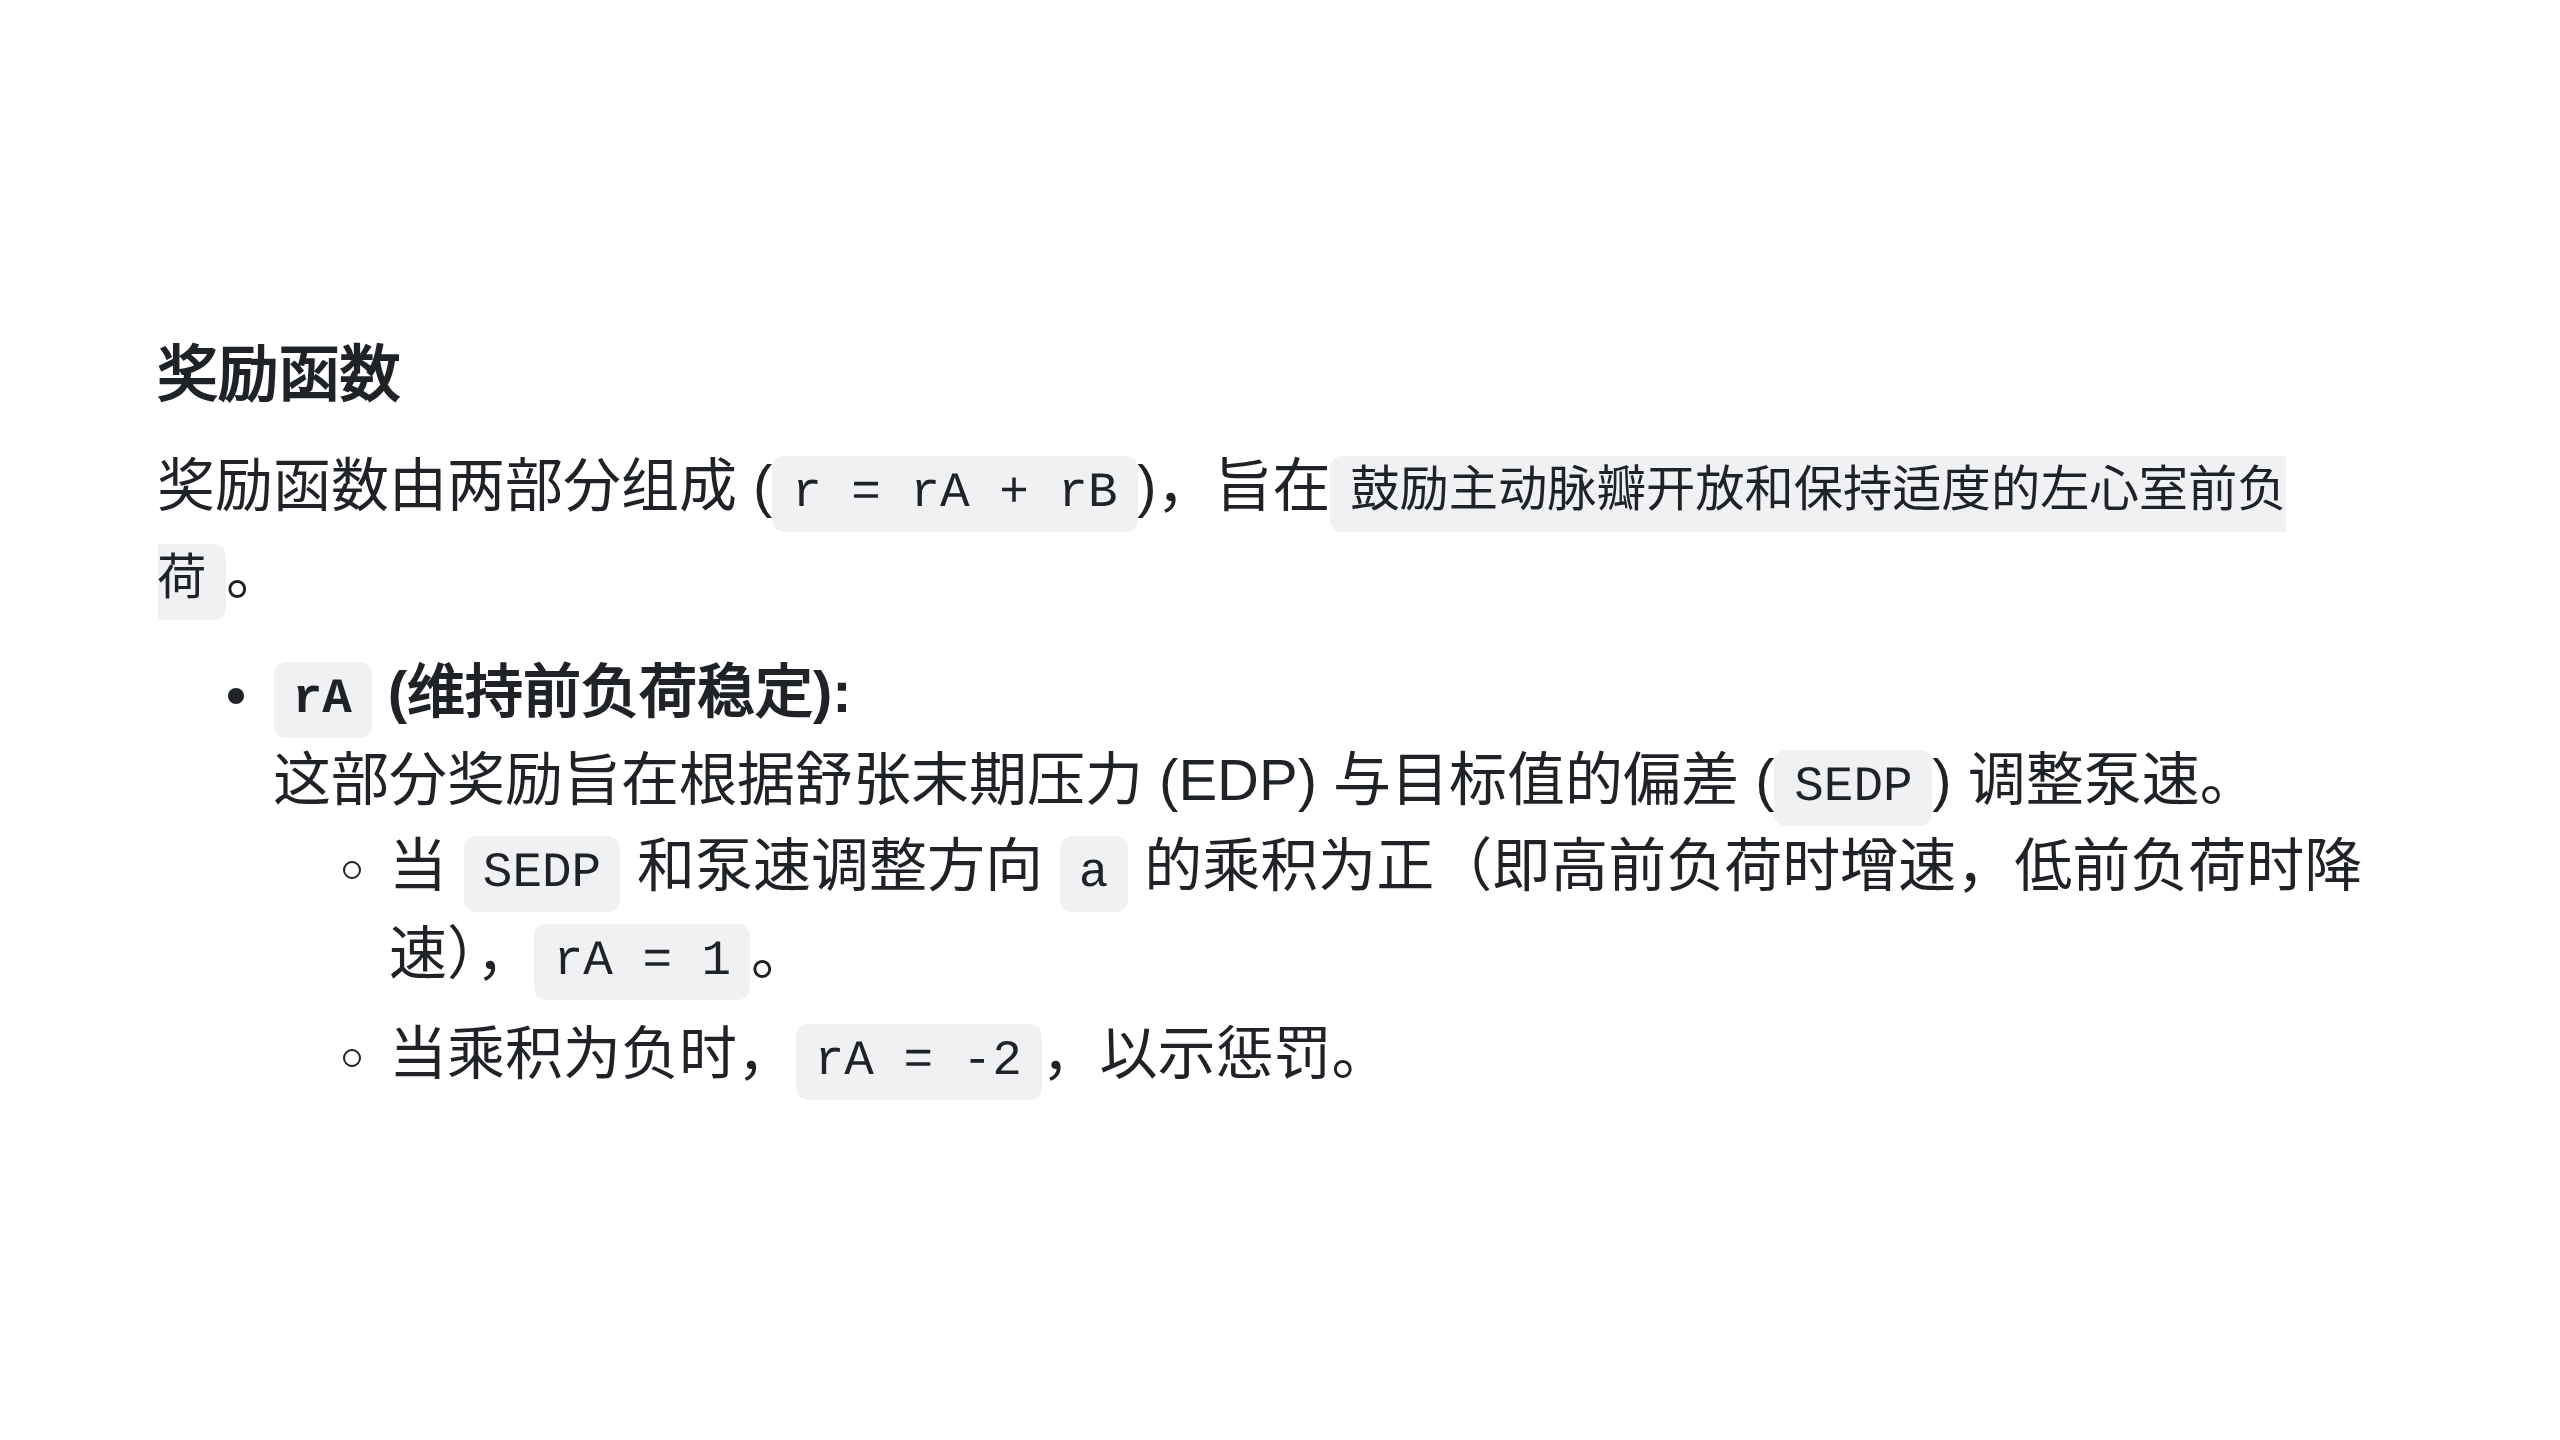 奖励函数
奖励函数由两部分组成 (r = rA + rB)，旨在鼓励主动脉瓣开放和保持适度的左心室前负
荷。
• rA (维持前负荷稳定):
这部分奖励旨在根据舒张末期压力 (EDP) 与目标值的偏差 (SEDP) 调整泵速。
◦ 当 SEDP 和泵速调整方向 a 的乘积为正（即高前负荷时增速，低前负荷时降
速），rA = 1。
◦ 当乘积为负时，rA = -2，以示惩罚。